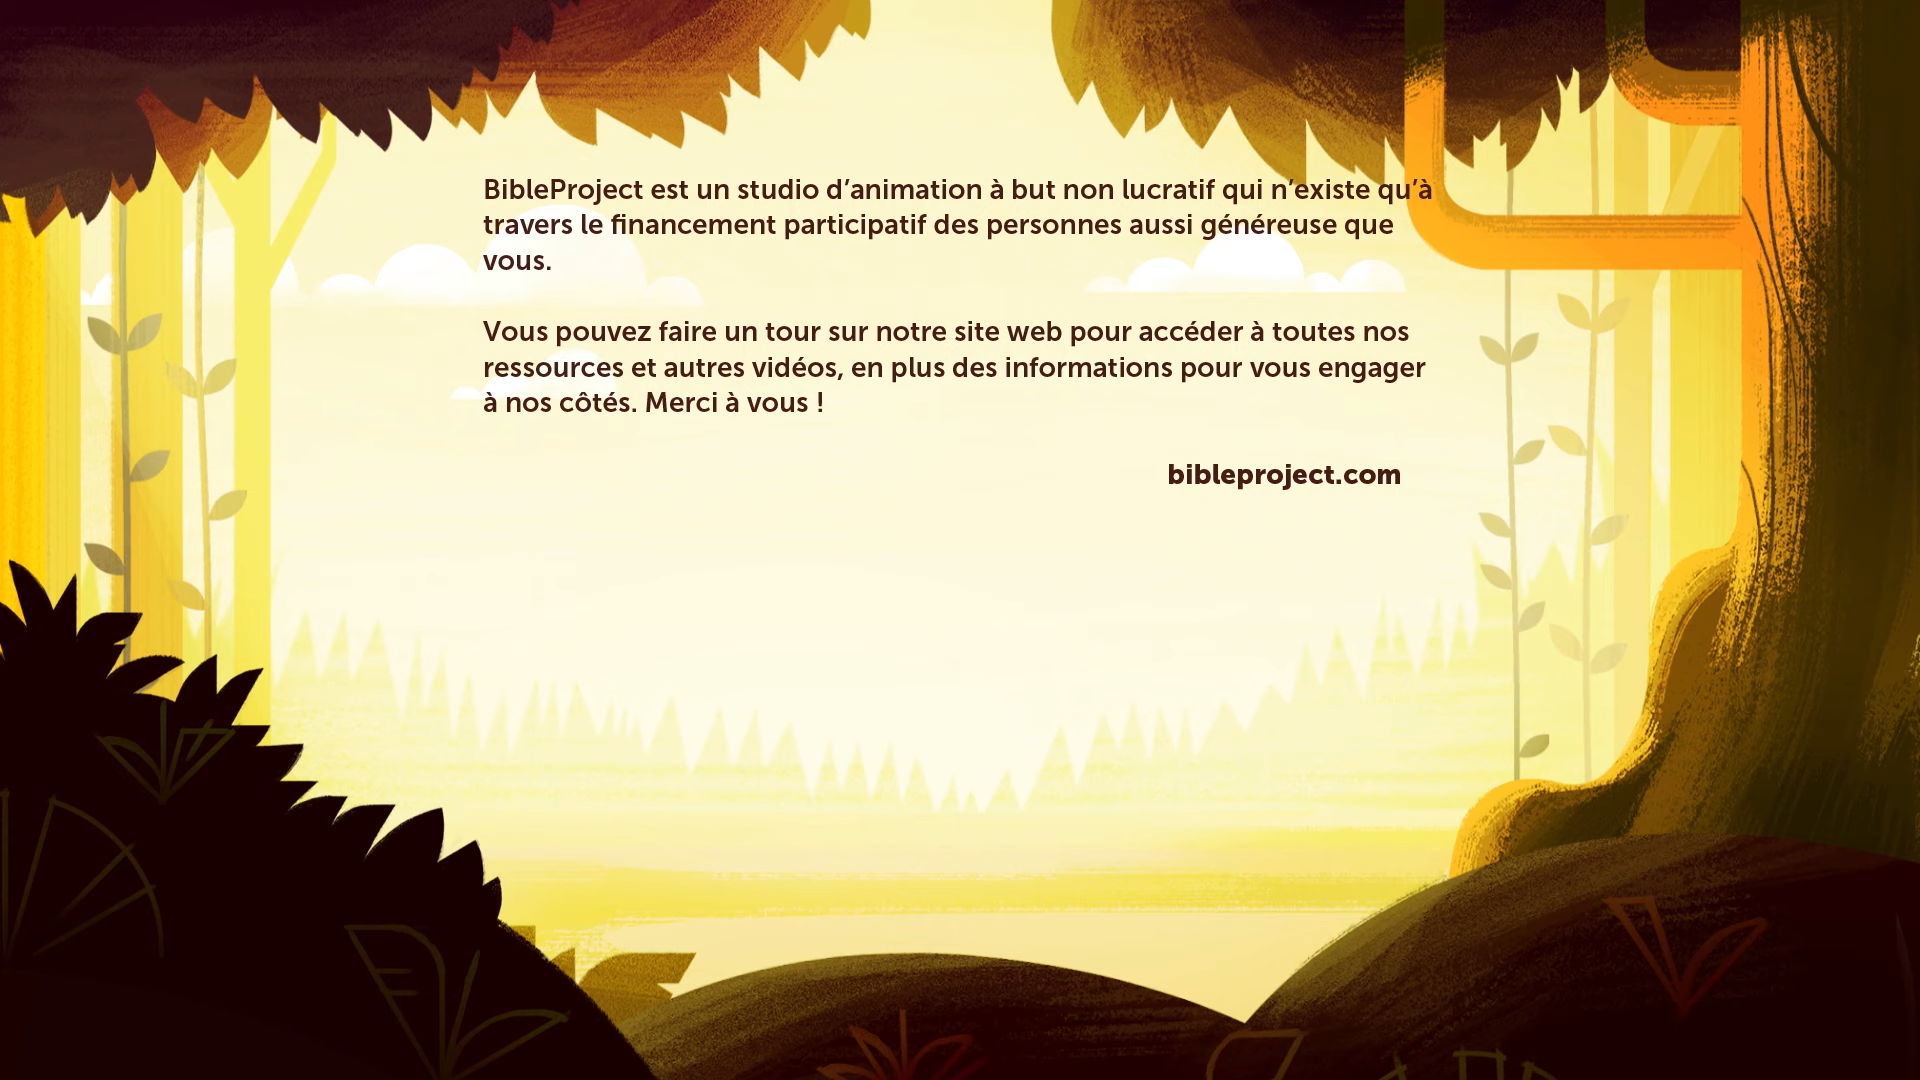 BibleProject est un studio d’animation à but non lucratif qui n’existe qu’à
travers le financement participatif des personnes aussi généreuse que
vous.
Vous pouvez faire un tour sur notre site web pour accéder à toutes nos
ressources et autres vidéos, en plus des informations pour vous engager
à nos côtés. Merci à vous !
bibleproject.com